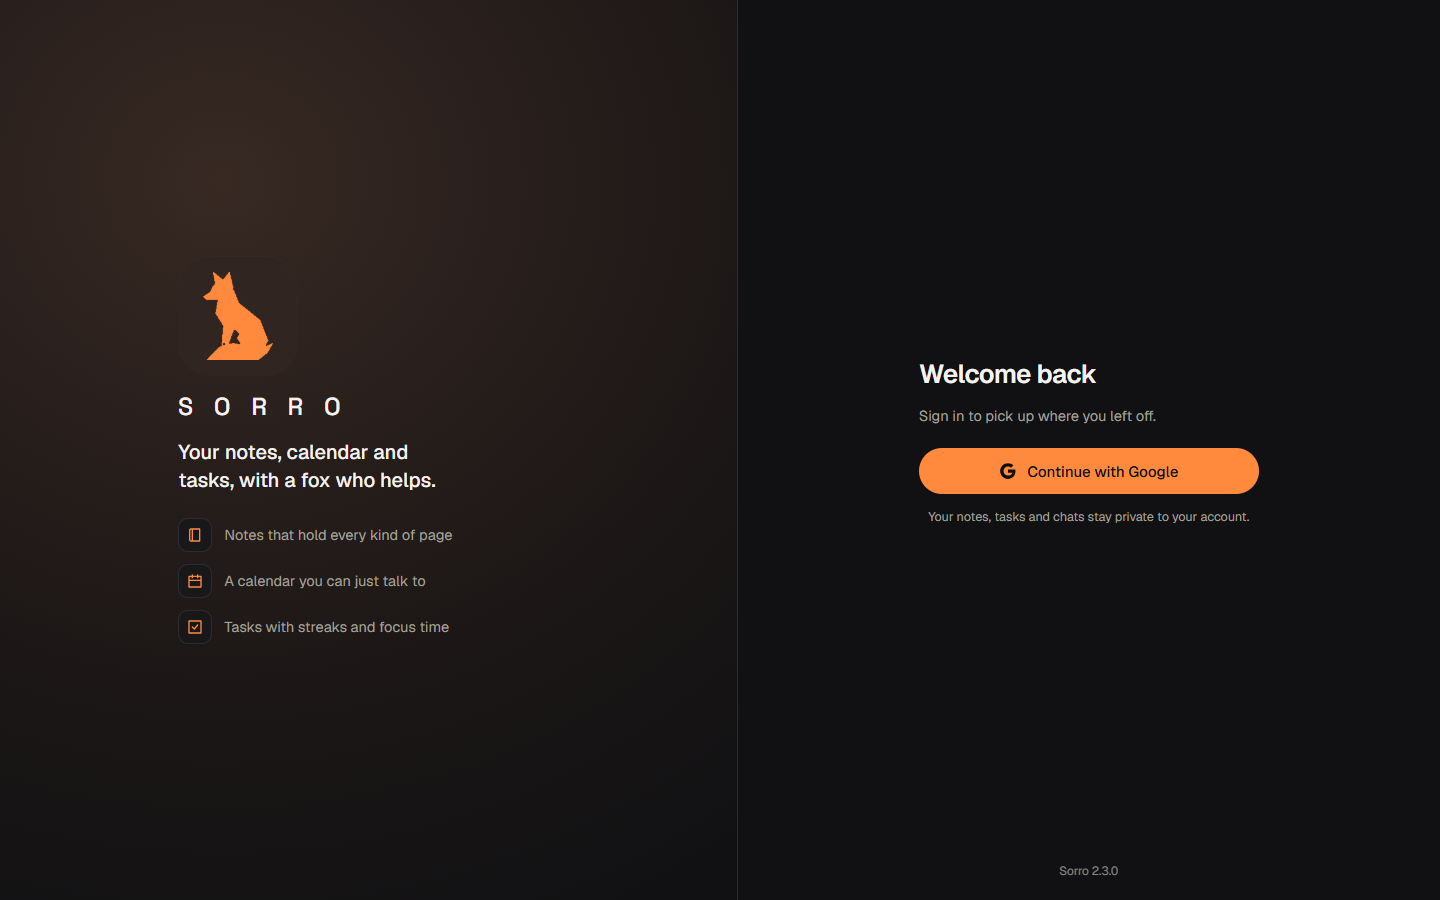 S O R R O
Your notes, calendar and
tasks, with a fox who helps.
Notes that hold every kind of page
A calendar you can just talk to
Tasks with streaks and focus time
Welcome back
Sign in to pick up where you left off.
Continue with Google
Your notes, tasks and chats stay private to your account.
Sorro 2.3.0